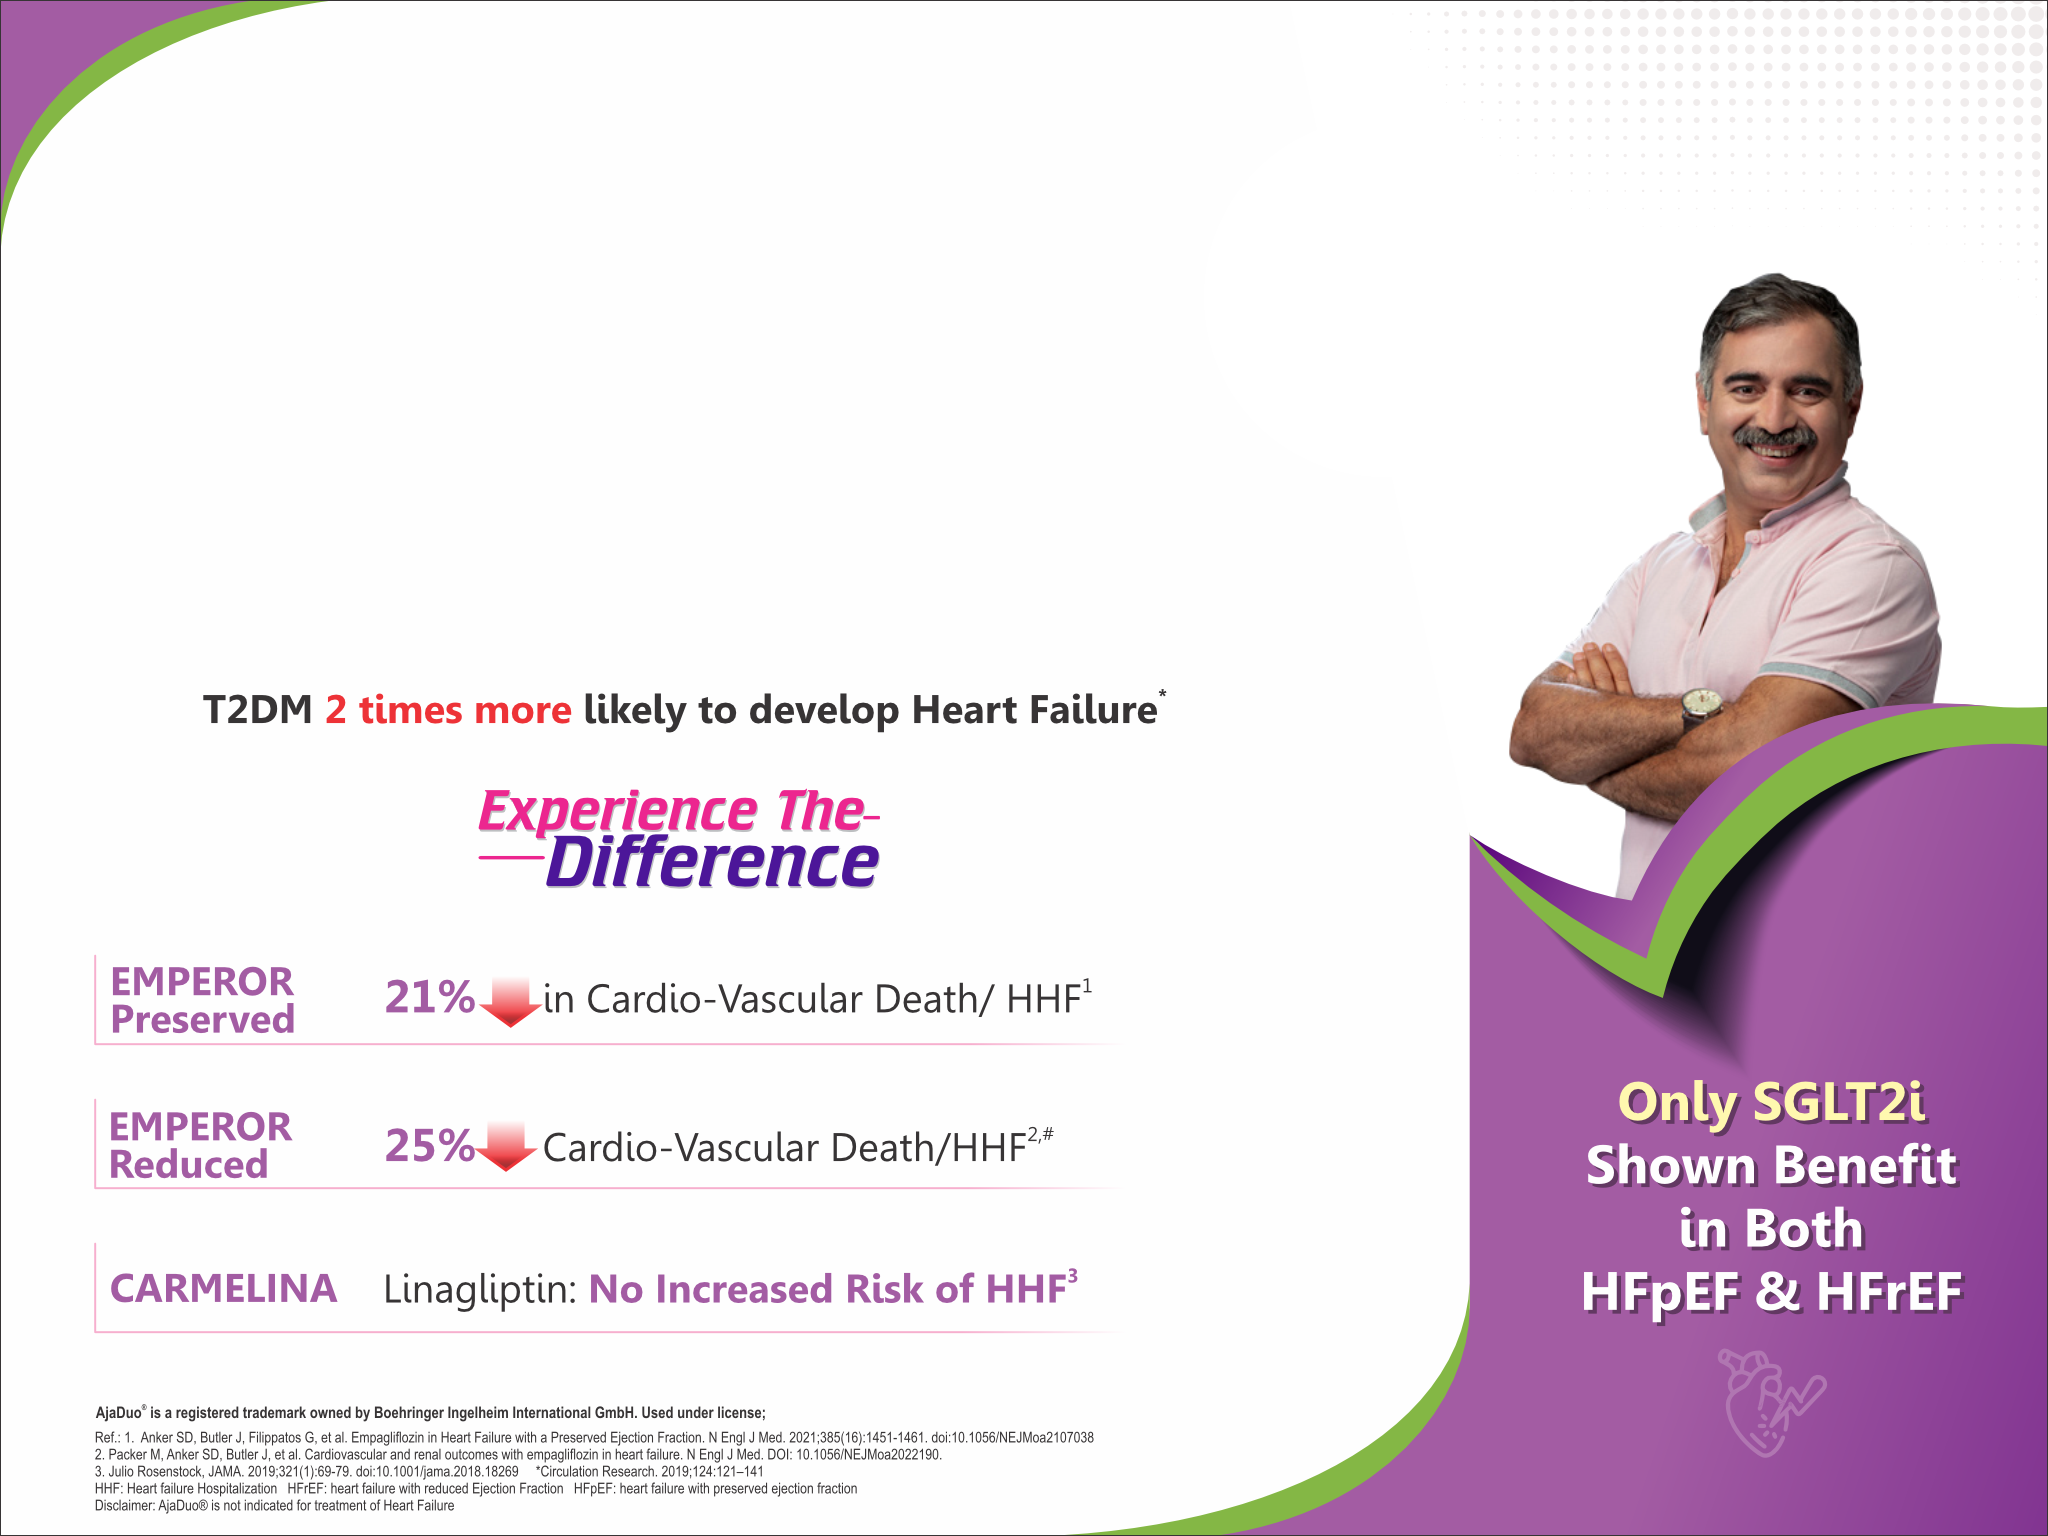 T2DM 2 times more likely to develop Heart Failure*
Experience The
Difference
EMPEROR
Preserved
21% in Cardio-Vascular Death/ HHF1
EMPEROR
Reduced
25% Cardio-Vascular Death/HHF2,#
CARMELINA Linagliptin: No Increased Risk of HHF3
Only SGLT2i
Shown Benefit
in Both
HFpEF & HFrEF
AjaDuo® is a registered trademark owned by Boehringer Ingelheim International GmbH. Used under license;
Ref.: 1. Anker SD, Butler J, Filippatos G, et al. Empagliflozin in Heart Failure with a Preserved Ejection Fraction. N Engl J Med. 2021;385(16):1451-1461. doi:10.1056/NEJMoa2107038
2. Packer M, Anker SD, Butler J, et al. Cardiovascular and renal outcomes with empagliflozin in heart failure. N Engl J Med. DOI: 10.1056/NEJMoa2022190.
3. Julio Rosenstock, JAMA. 2019;321(1):69-79. doi:10.1001/jama.2018.18269 *Circulation Research. 2019;124:121–141
HHF: Heart failure Hospitalization HFrEF: heart failure with reduced Ejection Fraction HFpEF: heart failure with preserved ejection fraction
Disclaimer: AjaDuo® is not indicated for treatment of Heart Failure